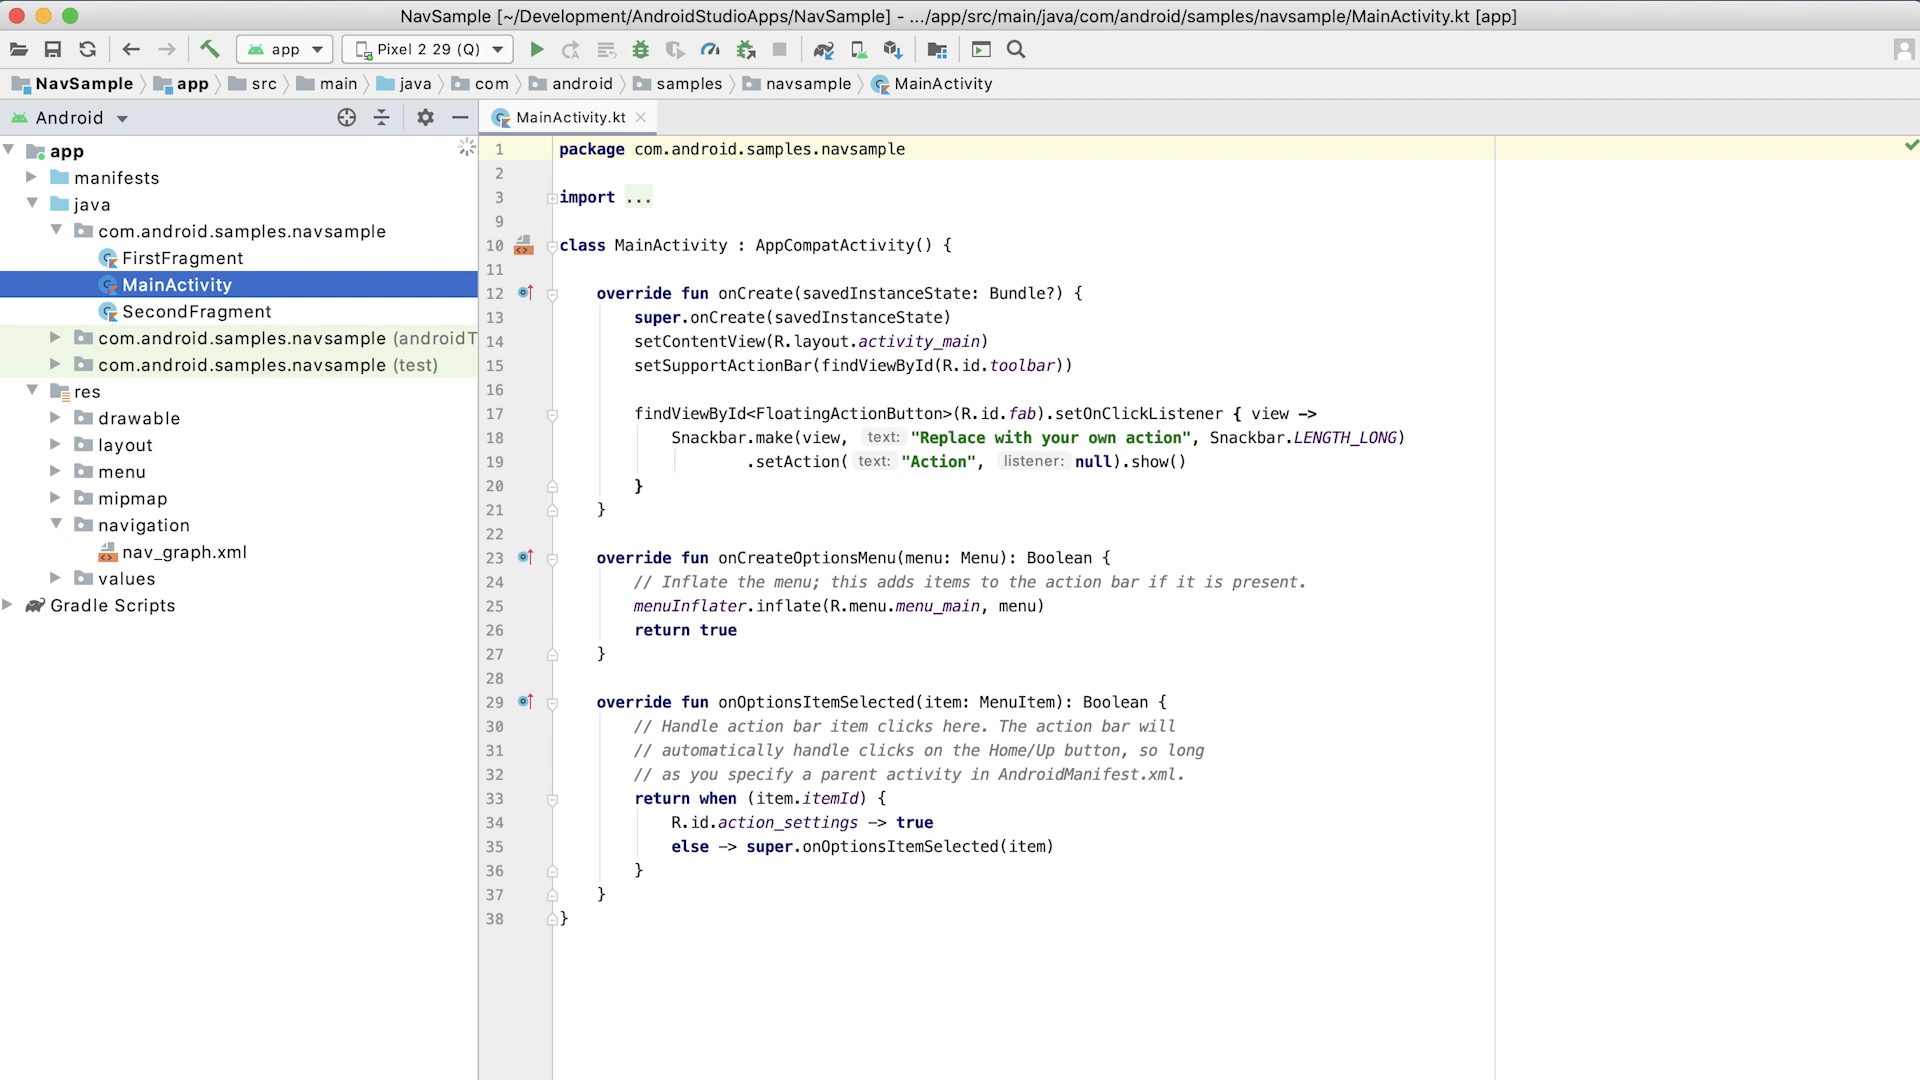 NavSample [~/Development/AndroidStudioApps/NavSample] - .../app/src/main/java/com/android/samples/navsample/MainActivity.kt [app]
app
Pixel 2 29 (Q)
NavSample
app
src
main
java
com
android
samples
navsample
MainActivity
Android
MainActivity.kt
app
manifests
java
com.android.samples.navsample
FirstFragment
MainActivity
SecondFragment
com.android.samples.navsample (androidT
com.android.samples.navsample (test)
res
drawable
layout
menu
mipmap
navigation
nav_graph.xml
values
Gradle Scripts
1 package com.android.samples.navsample
2
3 import ...
9
10 class MainActivity : AppCompatActivity() {
11
12 override fun onCreate(savedInstanceState: Bundle?) {
13 super.onCreate(savedInstanceState)
14 setContentView(R.layout.activity_main)
15 setSupportActionBar(findViewById(R.id.toolbar))
16
17 findViewById<FloatingActionButton>(R.id.fab).setOnClickListener { view ->
18 Snackbar.make(view, text: "Replace with your own action", Snackbar.LENGTH_LONG)
19 .setAction( text: "Action", listener: null).show()
20 }
21 }
22
23 override fun onCreateOptionsMenu(menu: Menu): Boolean {
24 // Inflate the menu; this adds items to the action bar if it is present.
25 menuInflater.inflate(R.menu.menu_main, menu)
26 return true
27 }
28
29 override fun onOptionsItemSelected(item: MenuItem): Boolean {
30 // Handle action bar item clicks here. The action bar will
31 // automatically handle clicks on the Home/Up button, so long
32 // as you specify a parent activity in AndroidManifest.xml.
33 return when (item.itemId) {
34 R.id.action_settings -> true
35 else -> super.onOptionsItemSelected(item)
36 }
37 }
38 }